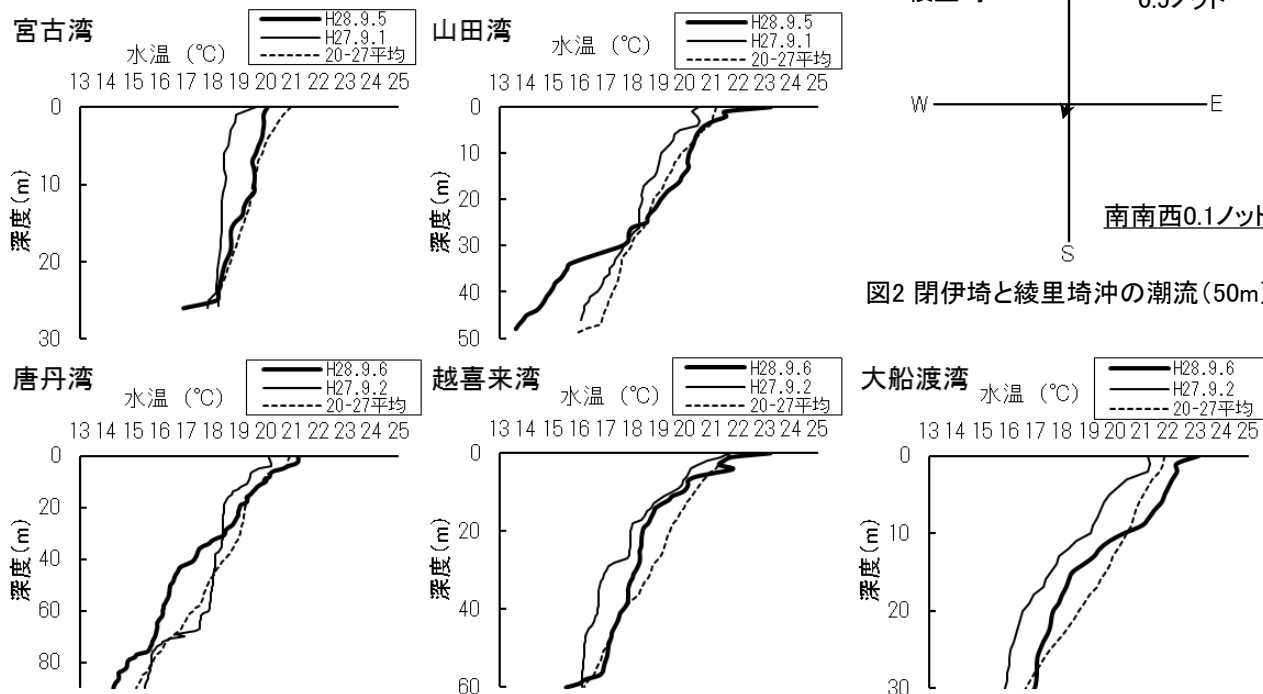 宮古湾
水温 (℃)
H28.9.5
H27.9.1
20-27平均
13 14 15 16 17 18 19 20 21 22 23 24 25
0
10
20
30
深度(m)
山田湾
水温 (℃)
H28.9.5
H27.9.1
20-27平均
13 14 15 16 17 18 19 20 21 22 23 24 25
0
10
20
30
40
50
深度(m)
0.5ノット
W
E
S
南南西0.1ノット
図2 閉伊埼と綾里埼沖の潮流(50m)
唐丹湾
水温 (℃)
H28.9.6
H27.9.2
20-27平均
13 14 15 16 17 18 19 20 21 22 23 24 25
0
20
40
60
80
深度(m)
越喜来湾
水温 (℃)
H28.9.6
H27.9.2
20-27平均
13 14 15 16 17 18 19 20 21 22 23 24 25
0
20
40
60
深度(m)
大船渡湾
水温 (℃)
H28.9.6
H27.9.2
20-27平均
13 14 15 16 17 18 19 20 21 22 23 24 25
0
10
20
30
深度(m)